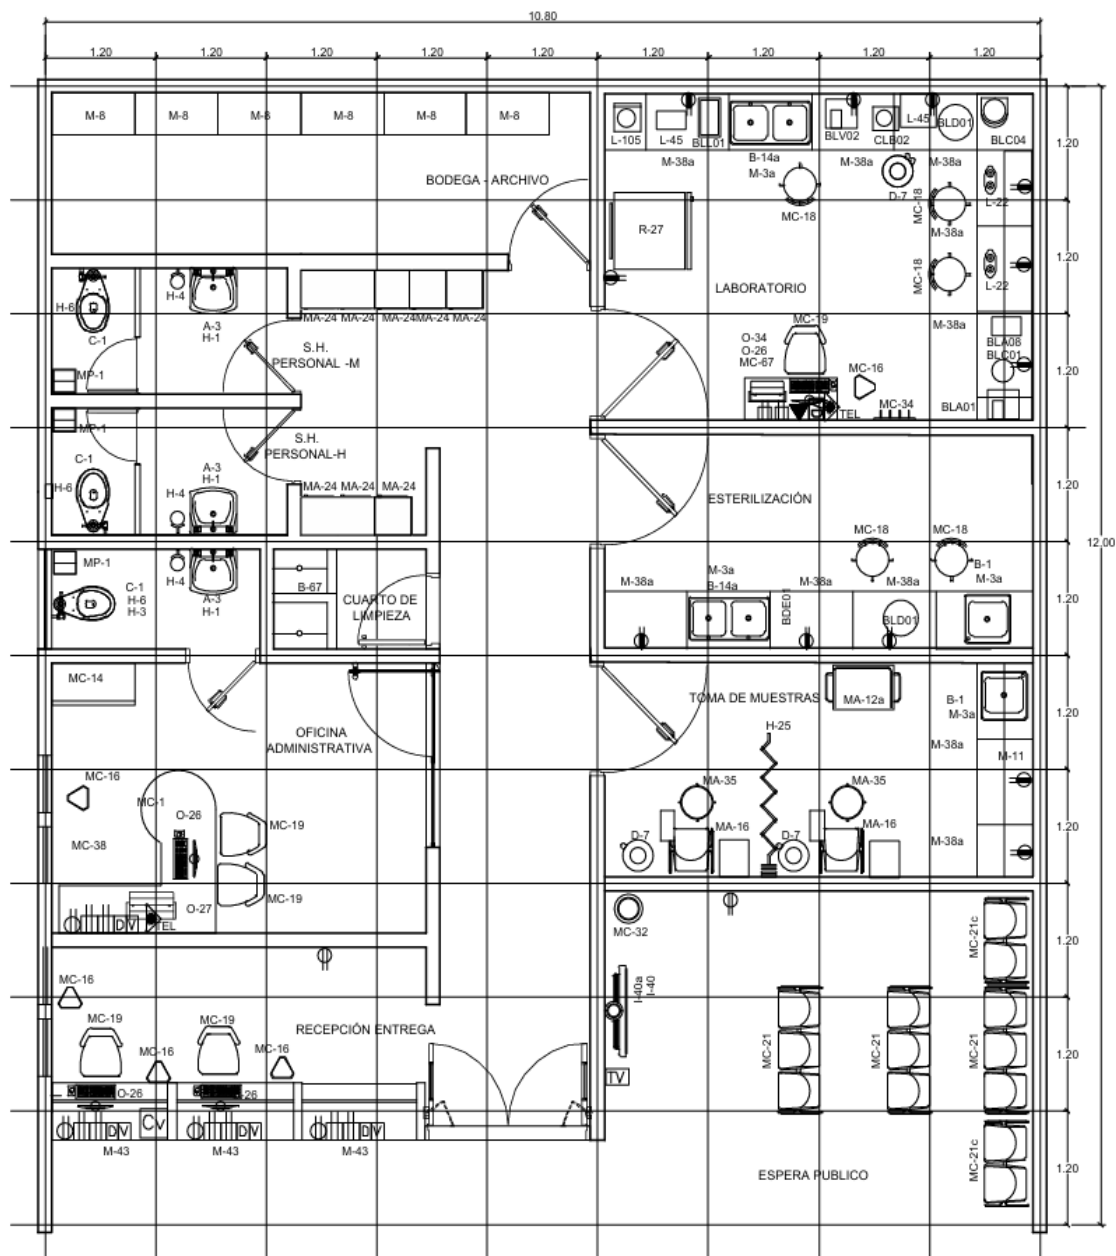 10.80
1.20 1.20 1.20 1.20 1.20 1.20 1.20 1.20 1.20
M-8 M-8 M-8 M-8 M-8 M-8
L-105 L-45 BLL01 BLV02 CLB02 L-45 BLD01 BLC04
1.20
M-38a B-14a M-38a M-38a
M-3a
BODEGA - ARCHIVO
MC-18 D-7 MC-18 L-22
R-27
M-38a
1.20
MC-18
LABORATORIO
L-22
H-6 H-4
A-3
H-1
C-1
MA-24 MA-24 MA-24 MA-24 MA-24
MC-19
M-38a
S.H.
PERSONAL -M
O-34
O-26
MC-67
BLA08
BLC01
MC-16
1.20
MP-1
MC-34
BLA01
TEL
MP-1
S.H.
PERSONAL-H
C-1
A-3
H-1
H-6 H-4
MA-24 MA-24 MA-24
1.20
ESTERILIZACIÓN
MC-18 MC-18
12.00
MP-1
H-4
C-1
H-6
H-3
A-3
H-1
B-67
CUARTO DE
LIMPIEZA
M-38a
M-3a
B-14a
BDE01
M-38a M-38a
B-1
M-3a
BLD01
1.20
MC-14
TOMA DE MUESTRAS
MA-12a
B-1
M-3a
1.20
OFICINA
ADMINISTRATIVA
H-25
M-38a
M-11
MC-16
MC-1
O-26
MC-19
MC-38
MA-35 MA-35
MA-16 MA-16
D-7 D-7
M-38a
1.20
MC-19
O-27
DV
TEL
MC-32
MC-21c
1.20
MC-16
I-40a
I-40
MC-19 MC-19
RECEPCIÓN ENTREGA
MC-16 MC-16
MC-21 MC-21 MC-21
1.20
TV
O-26 -26
CV
DV DV DV
M-43 M-43 M-43
MC-21c
ESPERA PUBLICO
1.20